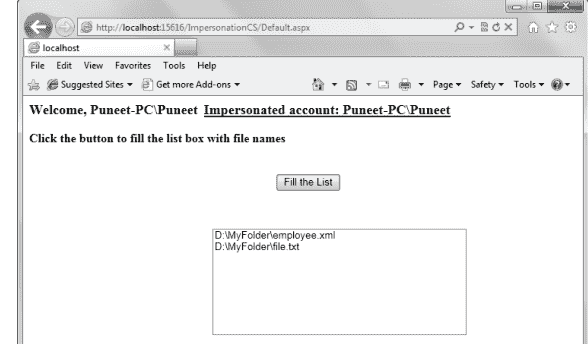 http://localhost:15616/ImpersonationCS/Default.aspx
localhost
File Edit View Favorites Tools Help
Suggested Sites Get more Add-ons Page Safety Tools
Welcome, Puneet-PC\Puneet Impersonated account: Puneet-PC\Puneet
Click the button to fill the list box with file names
Fill the List
D:\MyFolder\employee.xml
D:\MyFolder\file.txt